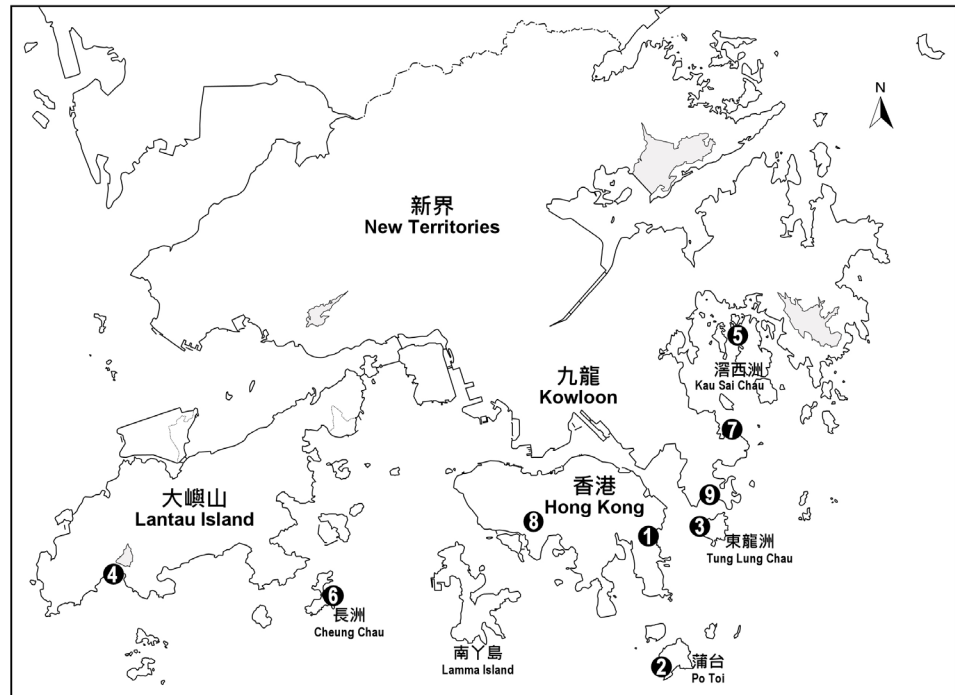 N
新界
New Territories
5
滘西洲
Kau Sai Chau
九龍
Kowloon
7
大嶼山
Lantau Island
香港
Hong Kong
9
8
3
1
東龍洲
Tung Lung Chau
4
6
長洲
Cheung Chau
南丫島
Lamma Island
2
蒲台
Po Toi